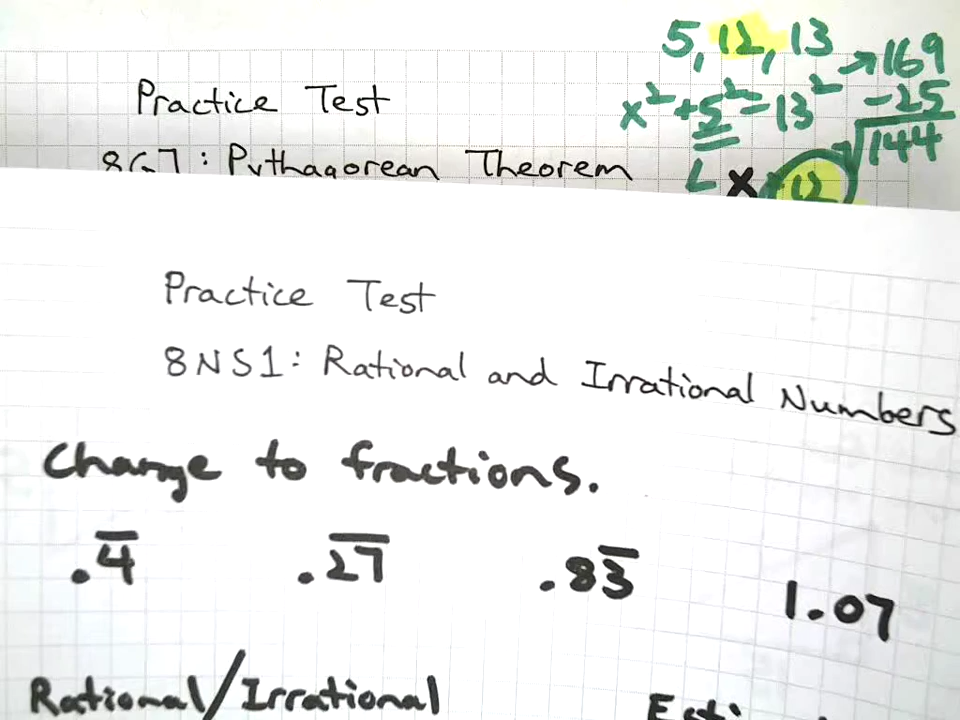 5, 12, 13
→169
Practice Test
x² + 5² = 13²
-25
√144
8G7: Pythagorean Theorem
L x = 12
Practice Test
8NS1: Rational and Irrational Numbers
Change to fractions.
.4̅ .2̅7̅ .83̅ 1.07
Rational/Irrational